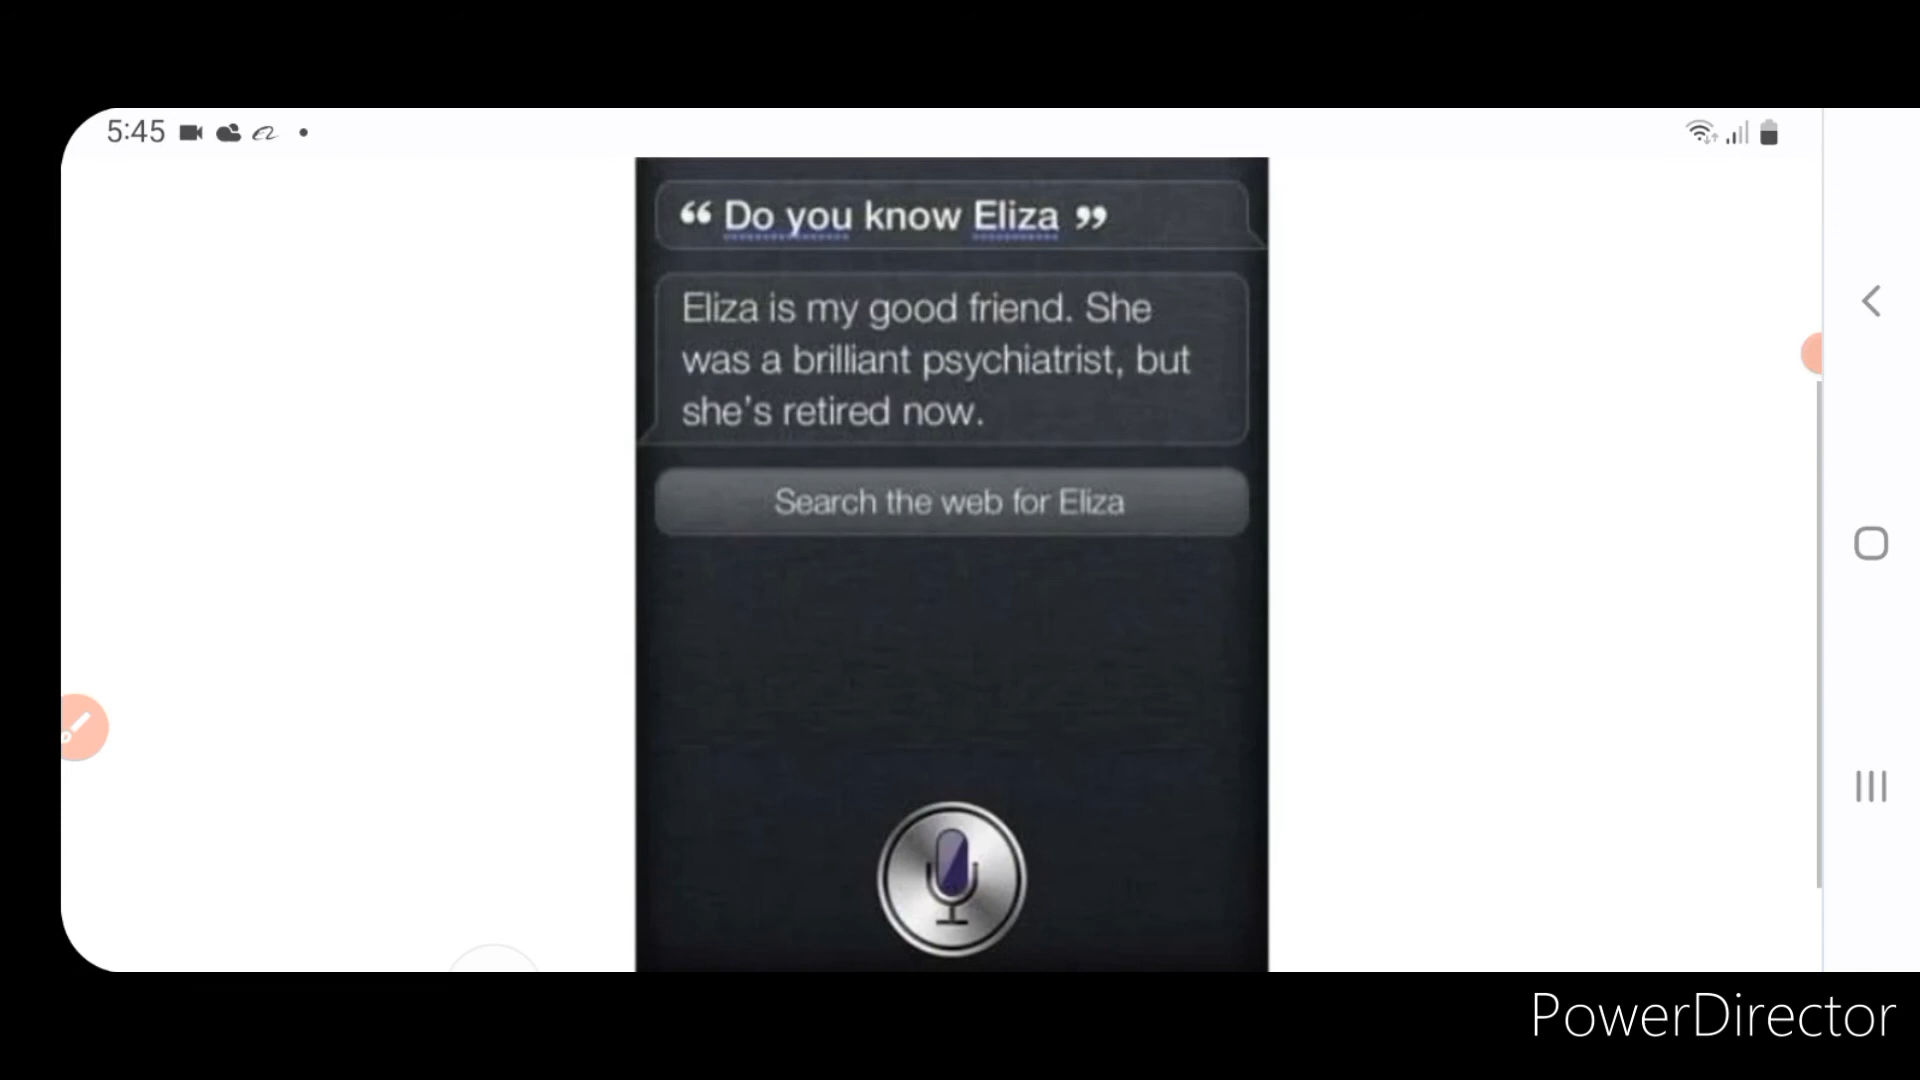 5:45
“ Do you know Eliza ”
Eliza is my good friend. She
was a brilliant psychiatrist, but
she's retired now.
Search the web for Eliza
PowerDirector